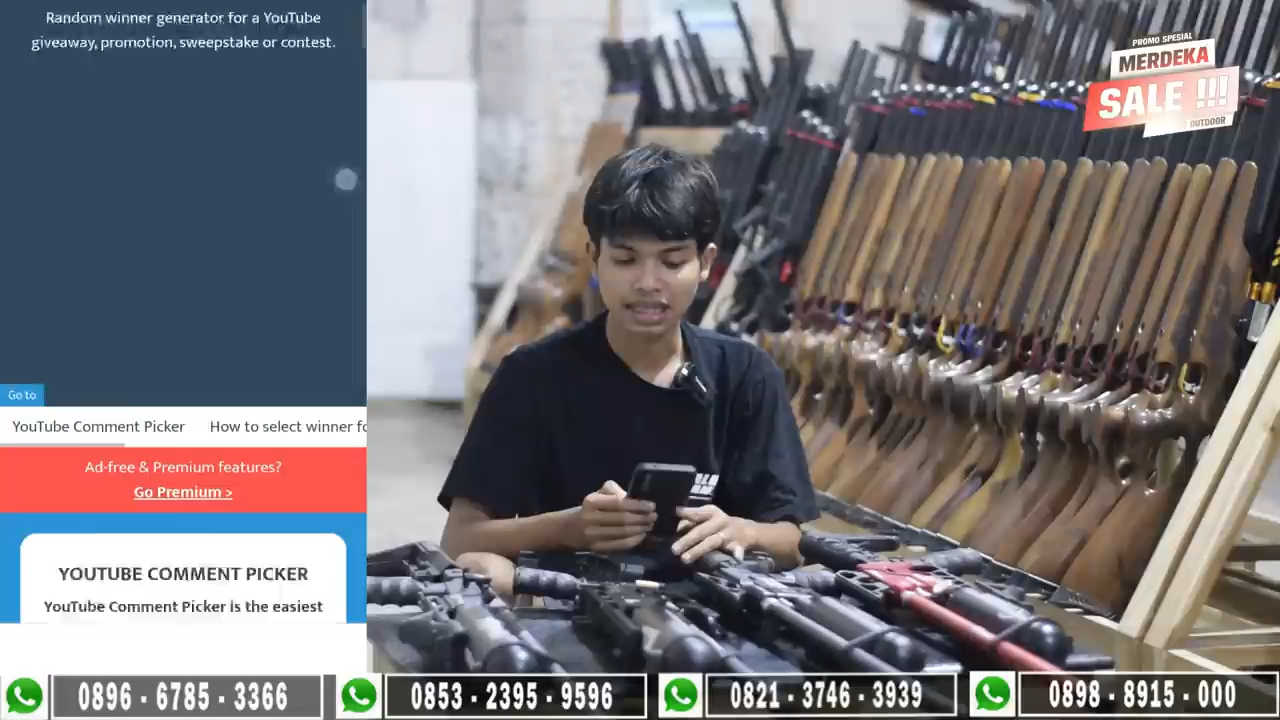 Random winner generator for a YouTube
giveaway, promotion, sweepstake or contest.
PROMO SPESIAL
MERDEKA
SALE !!!
OUTDOOR
Go to
YouTube Comment Picker
How to select winner fo
Ad-free & Premium features?
Go Premium >
YOUTUBE COMMENT PICKER
YouTube Comment Picker is the easiest
0896 - 6785 - 3366
0853 - 2395 - 9596
0821 - 3746 - 3939
0898 - 8915 - 000